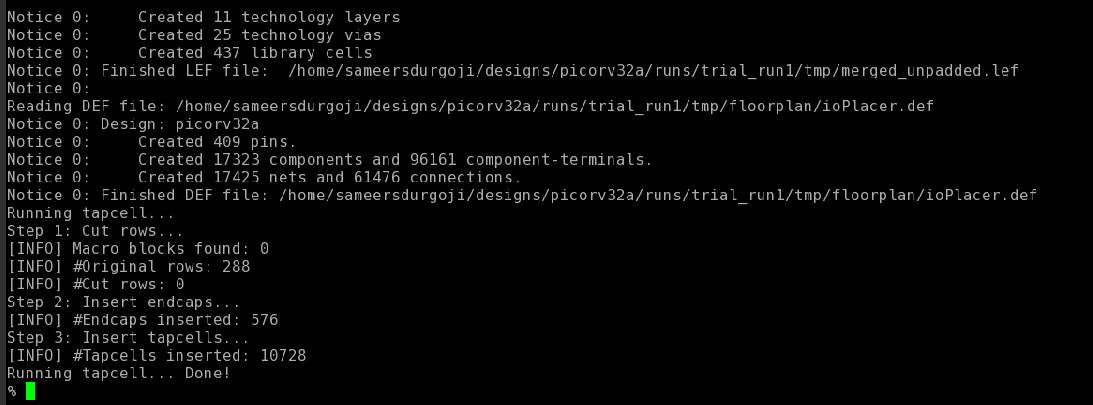 Notice 0:     Created 11 technology layers
Notice 0:     Created 25 technology vias
Notice 0:     Created 437 library cells
Notice 0: Finished LEF file:  /home/sameersdurgoji/designs/picorv32a/runs/trial_run1/tmp/merged_unpadded.lef
Notice 0:
Reading DEF file: /home/sameersdurgoji/designs/picorv32a/runs/trial_run1/tmp/floorplan/ioPlacer.def
Notice 0: Design: picorv32a
Notice 0:     Created 409 pins.
Notice 0:     Created 17323 components and 96161 component-terminals.
Notice 0:     Created 17425 nets and 61476 connections.
Notice 0: Finished DEF file: /home/sameersdurgoji/designs/picorv32a/runs/trial_run1/tmp/floorplan/ioPlacer.def
Running tapcell...
Step 1: Cut rows...
[INFO] Macro blocks found: 0
[INFO] #Original rows: 288
[INFO] #Cut rows: 0
Step 2: Insert endcaps...
[INFO] #Endcaps inserted: 576
Step 3: Insert tapcells...
[INFO] #Tapcells inserted: 10728
Running tapcell... Done!
%